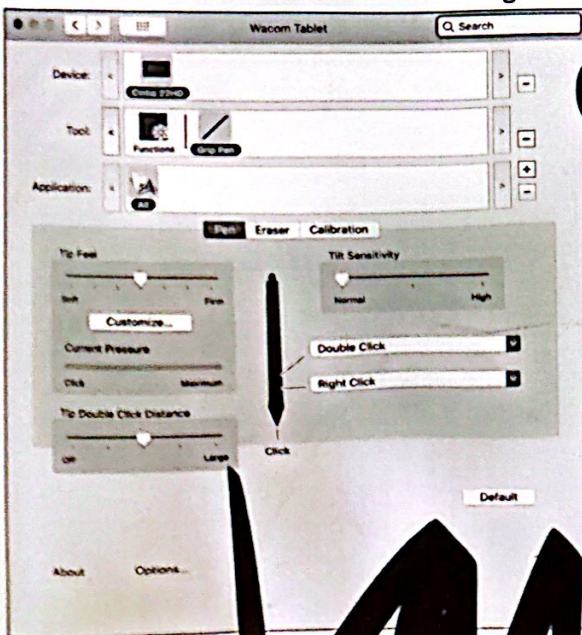 Wacom Tablet
Search
Device:
Cintiq 22HD
Tool:
Functions
Grip Pen
Application:
All
Pen Eraser Calibration
Tip Feel
Soft Firm
Customize...
Current Pressure
Click Maximum
Tip Double Click Distance
Off Large
Tilt Sensitivity
Normal High
Double Click
Right Click
Click
Default
About Options...